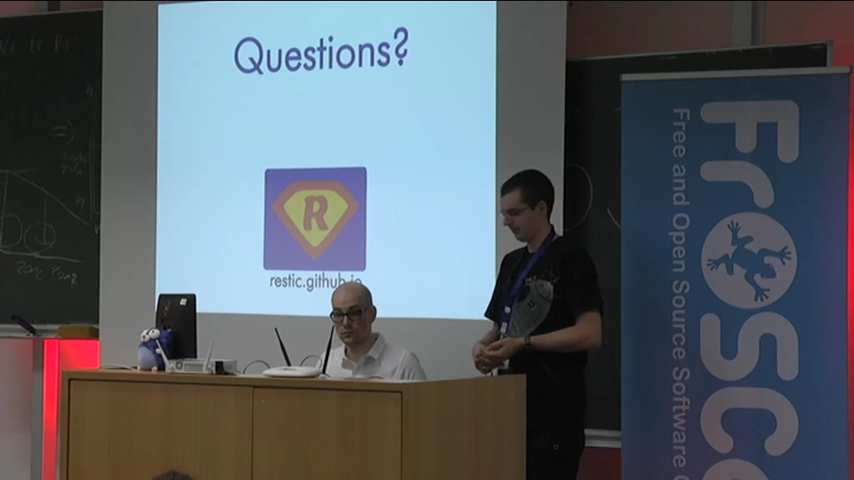 Questions?
R
restic.github.io
FrOSCo
Free and Open Source Software